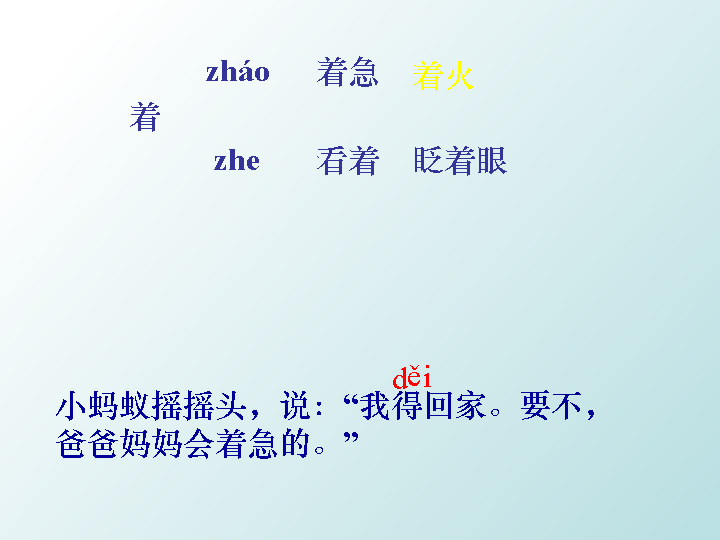 zháo 着急 着火
着
zhe 看着 眨着眼
děi
小蚂蚁摇摇头，说：“我得回家。要不，
爸爸妈妈会着急的。”